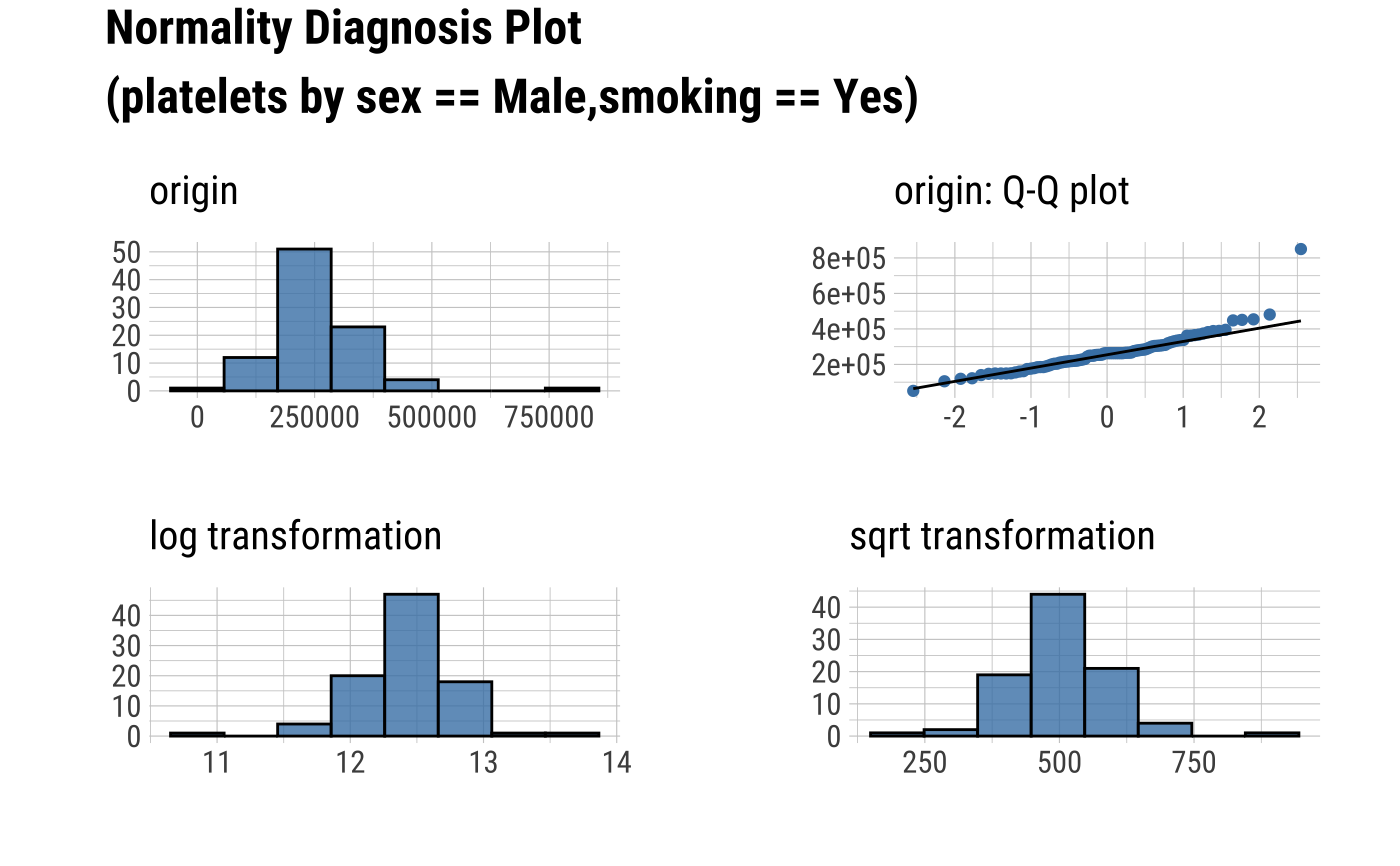 Normality Diagnosis Plot
(platelets by sex == Male,smoking == Yes)
origin
50
40
30
20
10
0
0 250000 500000 750000
origin: Q-Q plot
8e+05
6e+05
4e+05
2e+05
-2 -1 0 1 2
log transformation
40
30
20
10
0
11 12 13 14
sqrt transformation
40
30
20
10
0
250 500 750